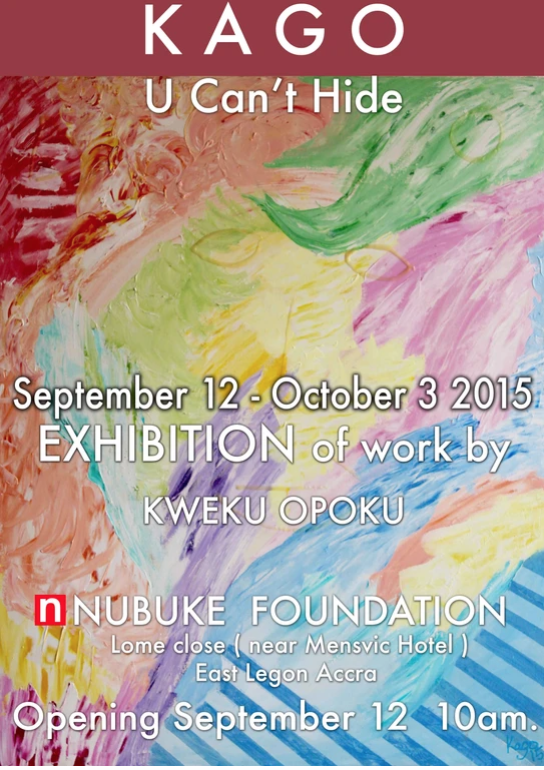 KAGO
U Can't Hide
September 12 - October 3 2015
EXHIBITION of work by
KWEKU OPOKU
n NUBUKE FOUNDATION
Lome close ( near Mensvic Hotel )
East Legon Accra
Opening September 12 10am.